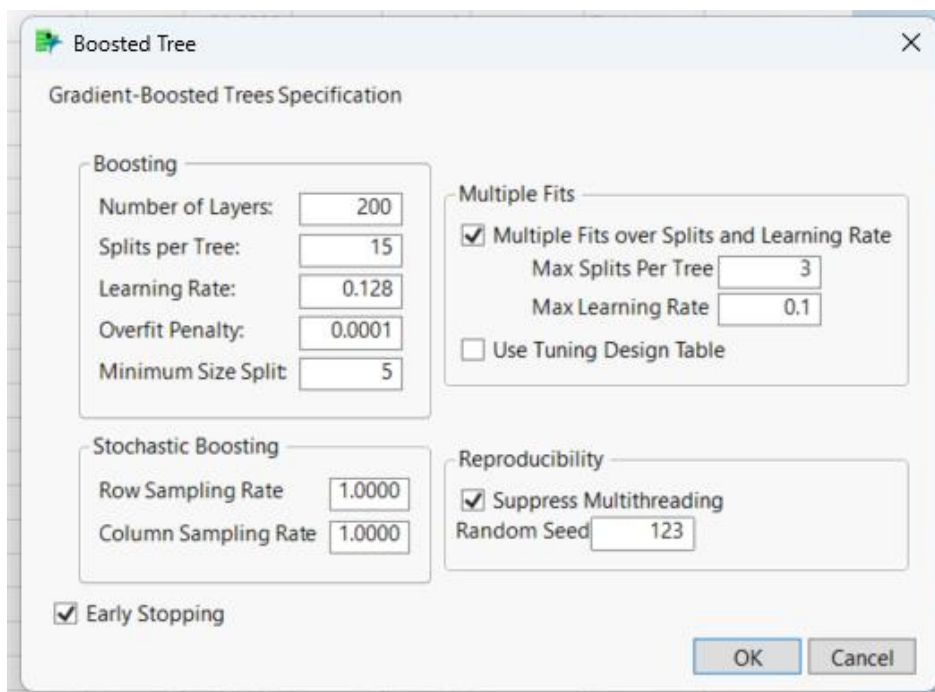 Boosted Tree
Gradient-Boosted Trees Specification
Boosting
Number of Layers: 200
Splits per Tree: 15
Learning Rate: 0.128
Overfit Penalty: 0.0001
Minimum Size Split: 5
Multiple Fits
Multiple Fits over Splits and Learning Rate
Max Splits Per Tree 3
Max Learning Rate 0.1
Use Tuning Design Table
Stochastic Boosting
Row Sampling Rate 1.0000
Column Sampling Rate 1.0000
Reproducibility
Suppress Multithreading
Random Seed 123
Early Stopping
OK Cancel